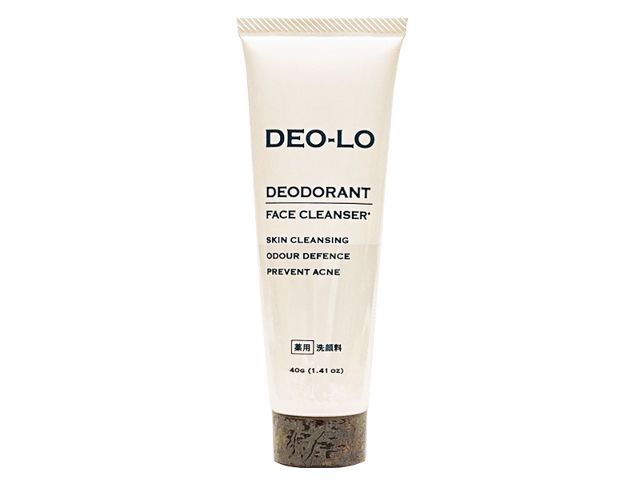 DEO-LO
DEODORANT
FACE CLEANSER*
SKIN CLEANSING
ODOUR DEFENCE
PREVENT ACNE
薬用 洗顔料
40G (1.41 OZ)